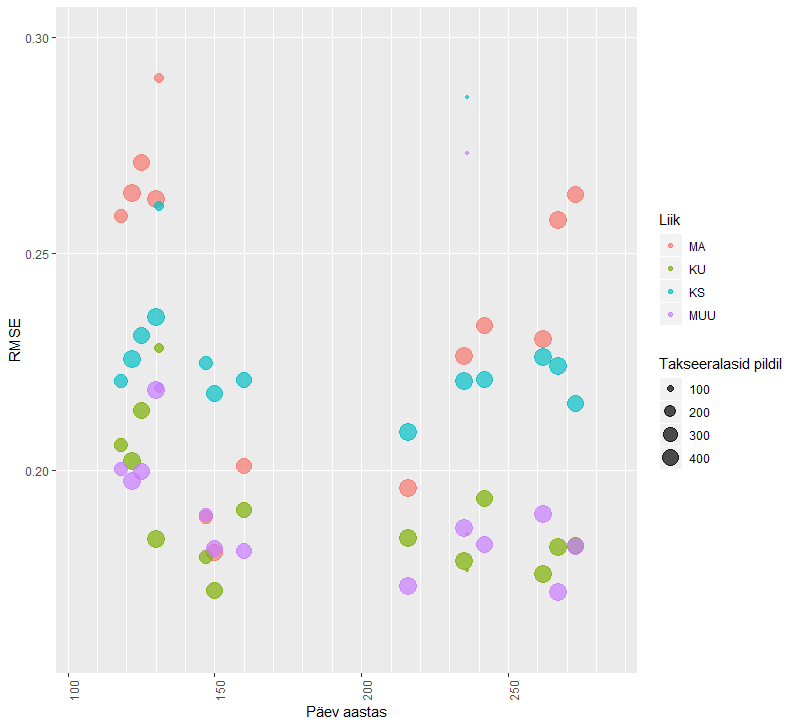 0.30
0.25
0.20
RMSE
100
150
200
250
Päev aastas
Liik
MA
KU
KS
MUU
Takseeralasid pildil
100
200
300
400